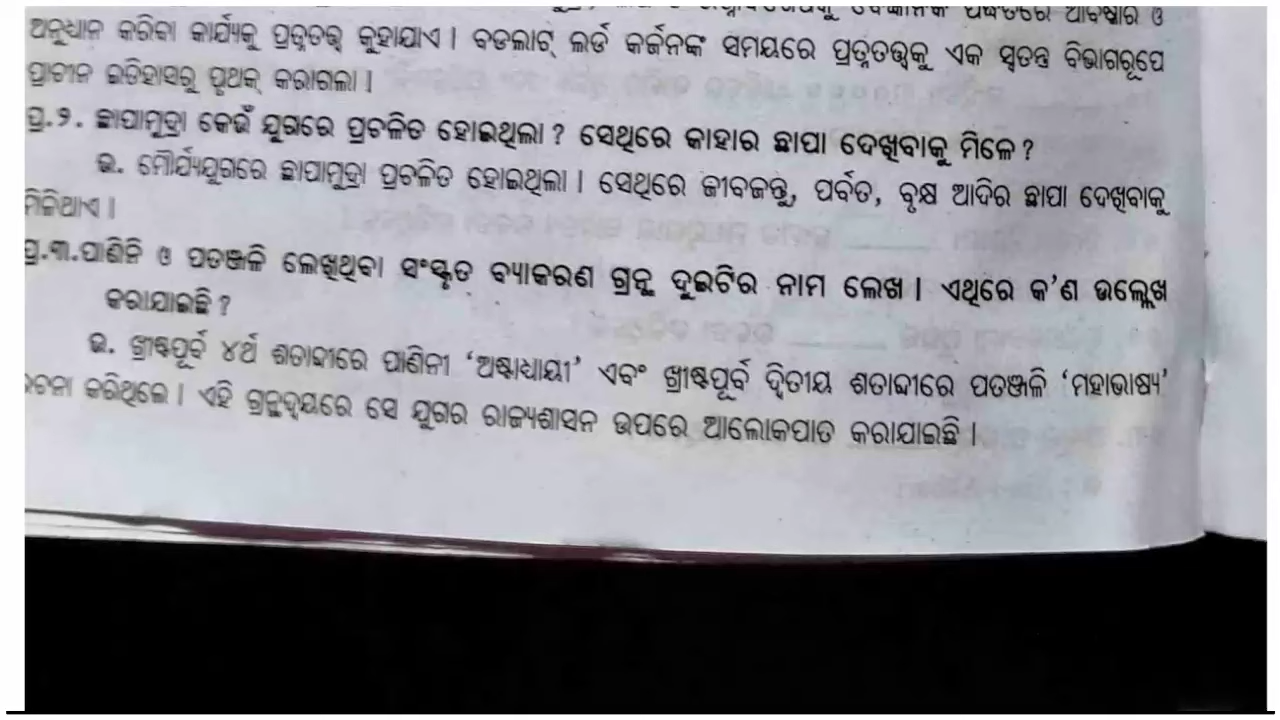 ବୈଜ୍ଞାନିକ ପଦ୍ଧତିରେ ଆବିଷ୍କାର ଓ
ଅନୁଧ୍ୟାନ କରିବା କାର୍ଯ୍ୟକୁ ପ୍ରତ୍ନତତ୍ତ୍ୱ କୁହାଯାଏ । ବଡଲାଟ୍ ଲର୍ଡ କର୍ଜନଙ୍କ ସମୟରେ ପ୍ରତ୍ନତତ୍ତ୍ୱକୁ ଏକ ସ୍ୱତନ୍ତ୍ର ବିଭାଗରୂପେ
ପ୍ରାଚୀନ ଇତିହାସରୁ ପୃଥକ୍ କରାଗଲା ।
ପ୍ର.୨. ଛାପାମୁଦ୍ରା କେଉଁ ଯୁଗରେ ପ୍ରଚଳିତ ହୋଇଥିଲା ? ସେଥିରେ କାହାର ଛାପା ଦେଖିବାକୁ ମିଳେ ?
ଉ. ମୌର୍ଯ୍ୟଯୁଗରେ ଛାପାମୁଦ୍ରା ପ୍ରଚଳିତ ହୋଇଥିଲା । ସେଥିରେ ଜୀବଜନ୍ତୁ, ପର୍ବତ, ବୃକ୍ଷ ଆଦିର ଛାପା ଦେଖିବାକୁ
ମିଳିଥାଏ ।
ପ୍ର.୩.ପାଣିନି ଓ ପତଞ୍ଜଳି ଲେଖିଥିବା ସଂସ୍କୃତ ବ୍ୟାକରଣ ଗ୍ରନ୍ଥ ଦୁଇଟିର ନାମ ଲେଖ । ଏଥିରେ କ'ଣ ଉଲ୍ଲେଖ
କରାଯାଇଛି ?
ଉ. ଖ୍ରୀଷ୍ଟପୂର୍ବ ୪ର୍ଥ ଶତାବ୍ଦୀରେ ପାଣିନୀ ‘ଅଷ୍ଟାଧ୍ୟାୟୀ’ ଏବଂ ଖ୍ରୀଷ୍ଟପୂର୍ବ ଦ୍ୱିତୀୟ ଶତାବ୍ଦୀରେ ପତଞ୍ଜଳି ‘ମହାଭାଷ୍ୟ’
ରଚନା କରିଥିଲେ । ଏହି ଗ୍ରନ୍ଥଦ୍ୱୟରେ ସେ ଯୁଗର ରାଜ୍ୟଶାସନ ଉପରେ ଆଲୋକପାତ କରାଯାଇଛି ।